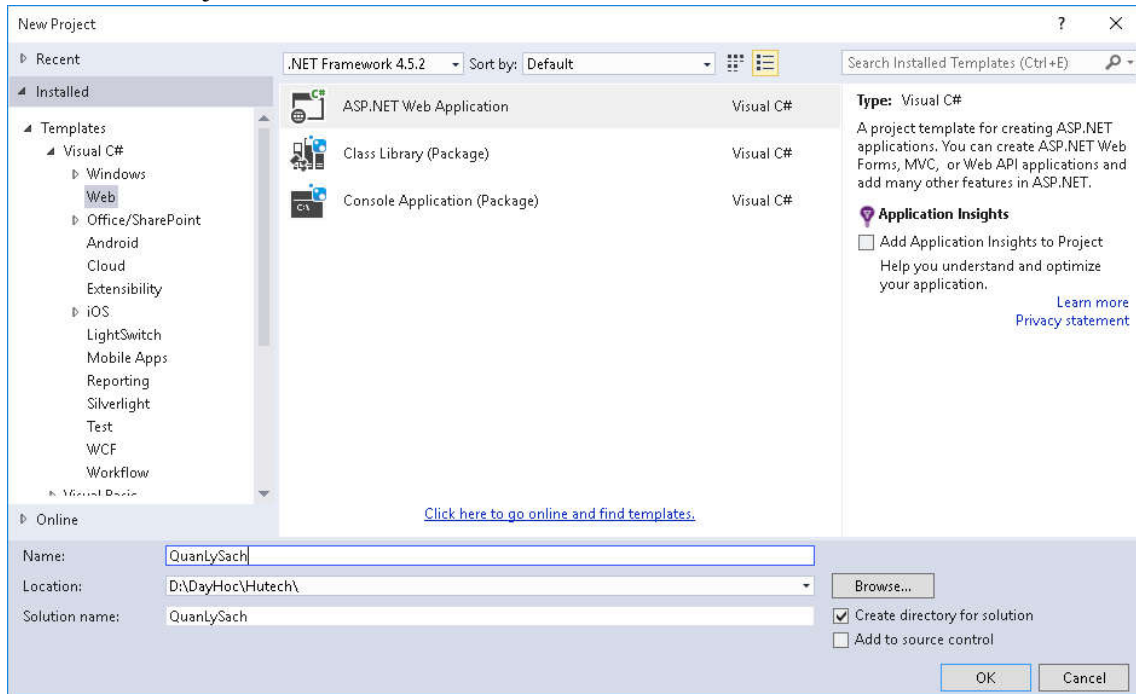 New Project
Recent
.NET Framework 4.5.2 Sort by: Default
Search Installed Templates (Ctrl+E)
Installed
Templates
Visual C#
Windows
Web
Office/SharePoint
Android
Cloud
Extensibility
iOS
LightSwitch
Mobile Apps
Reporting
Silverlight
Test
WCF
Workflow
Visual Basic
Online
ASP.NET Web Application Visual C#
Class Library (Package) Visual C#
Console Application (Package) Visual C#
Click here to go online and find templates.
Type: Visual C#
A project template for creating ASP.NET
applications. You can create ASP.NET Web
Forms, MVC, or Web API applications and
add many other features in ASP.NET.
Application Insights
Add Application Insights to Project
Help you understand and optimize
your application.
Learn more
Privacy statement
Name: QuanLySach
Location: D:\DayHoc\Hutech\ Browse...
Solution name: QuanLySach
Create directory for solution
Add to source control
OK Cancel